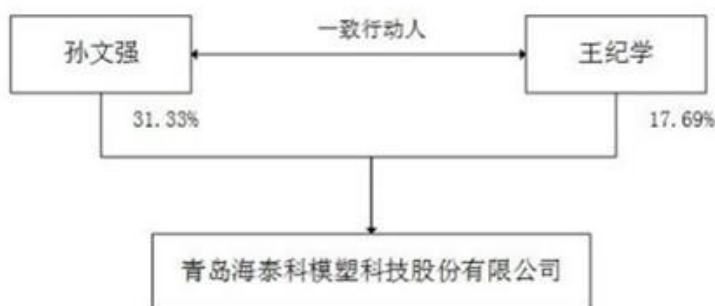 一致行动人
孙文强
王纪学
31.33%
17.69%
青岛海泰科模塑科技股份有限公司